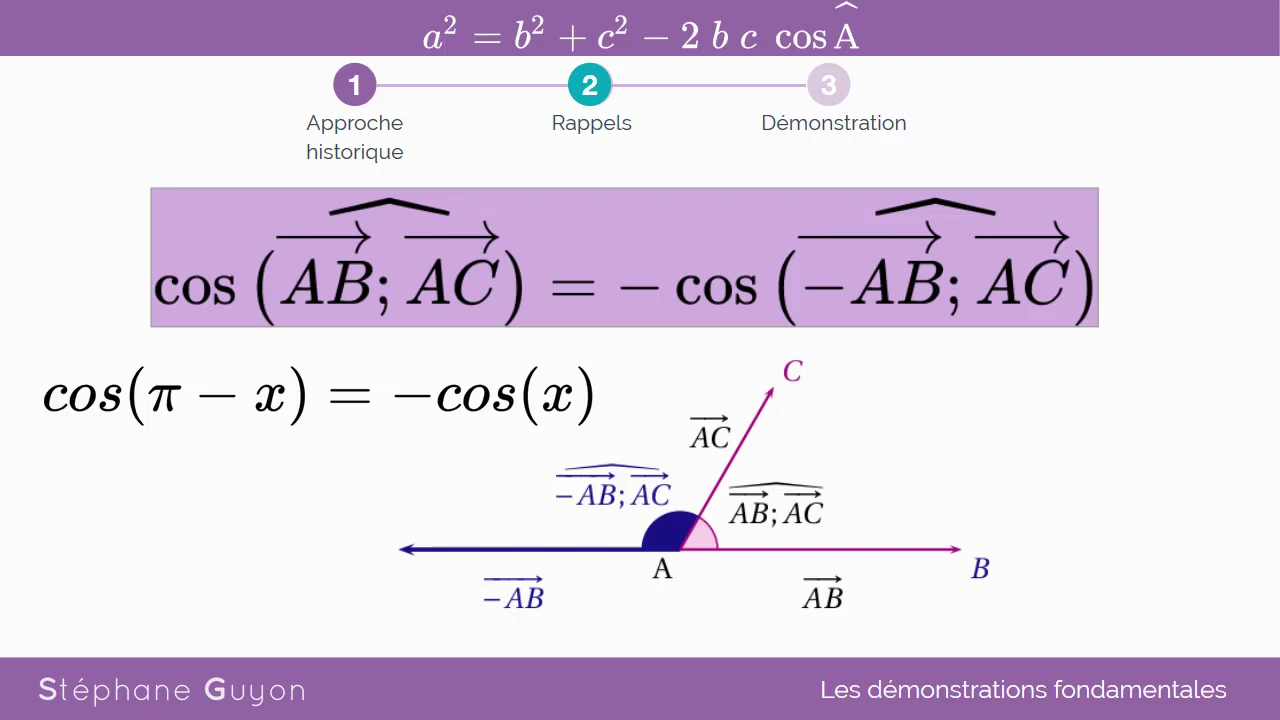 a² = b² + c² − 2 b c cos Â
1 2 3
Approche historique
Rappels
Démonstration
cos (AB; AC) = − cos (−AB; AC)
cos(π − x) = −cos(x)
C
AC
−AB; AC
AB; AC
A
B
−AB
AB
Stéphane Guyon
Les démonstrations fondamentales